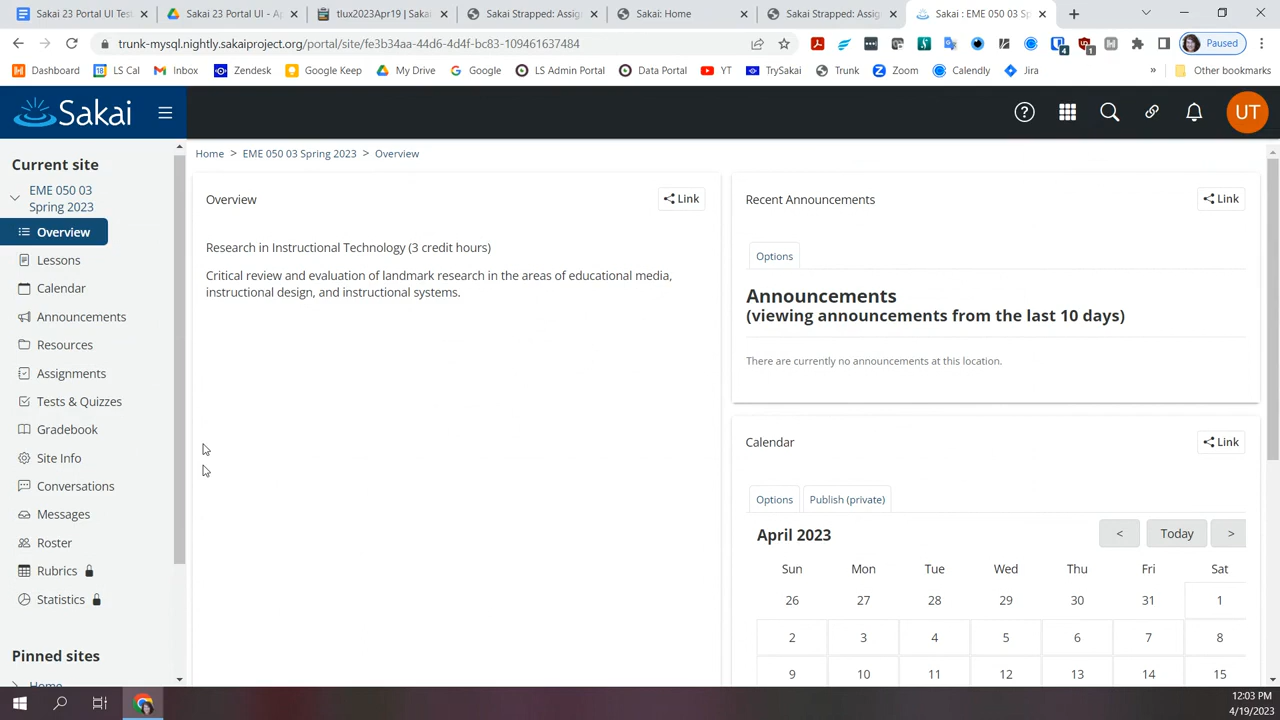 Sakai 23 Portal UI Test
Sakai 23 Portal UI - Ap
tlux2023Apr19 | Sakai
Sakai Strapped: Assig
Sakai: Home
Sakai Strapped: Assig
Sakai : EME 050 03 Sp
trunk-mysql.nightly.sakaiproject.org/portal/site/fe3b34aa-44d6-4d4f-bc81-109461637484
Paused
Dashboard
LS Cal
Inbox
Zendesk
Google Keep
My Drive
Google
LS Admin Portal
Data Portal
YT
TrySakai
Trunk
Zoom
Calendly
Jira
Other bookmarks
Sakai
UT
Current site
EME 050 03
Spring 2023
Overview
Lessons
Calendar
Announcements
Resources
Assignments
Tests & Quizzes
Gradebook
Site Info
Conversations
Messages
Roster
Rubrics
Statistics
Pinned sites
Home
Home > EME 050 03 Spring 2023 > Overview
Overview
Link
Research in Instructional Technology (3 credit hours)
Critical review and evaluation of landmark research in the areas of educational media,
instructional design, and instructional systems.
Recent Announcements
Link
Options
Announcements
(viewing announcements from the last 10 days)
There are currently no announcements at this location.
Calendar
Link
Options
Publish (private)
April 2023
<
Today
>
Sun Mon Tue Wed Thu Fri Sat
26 27 28 29 30 31 1
2 3 4 5 6 7 8
9 10 11 12 13 14 15
12:03 PM
4/19/2023